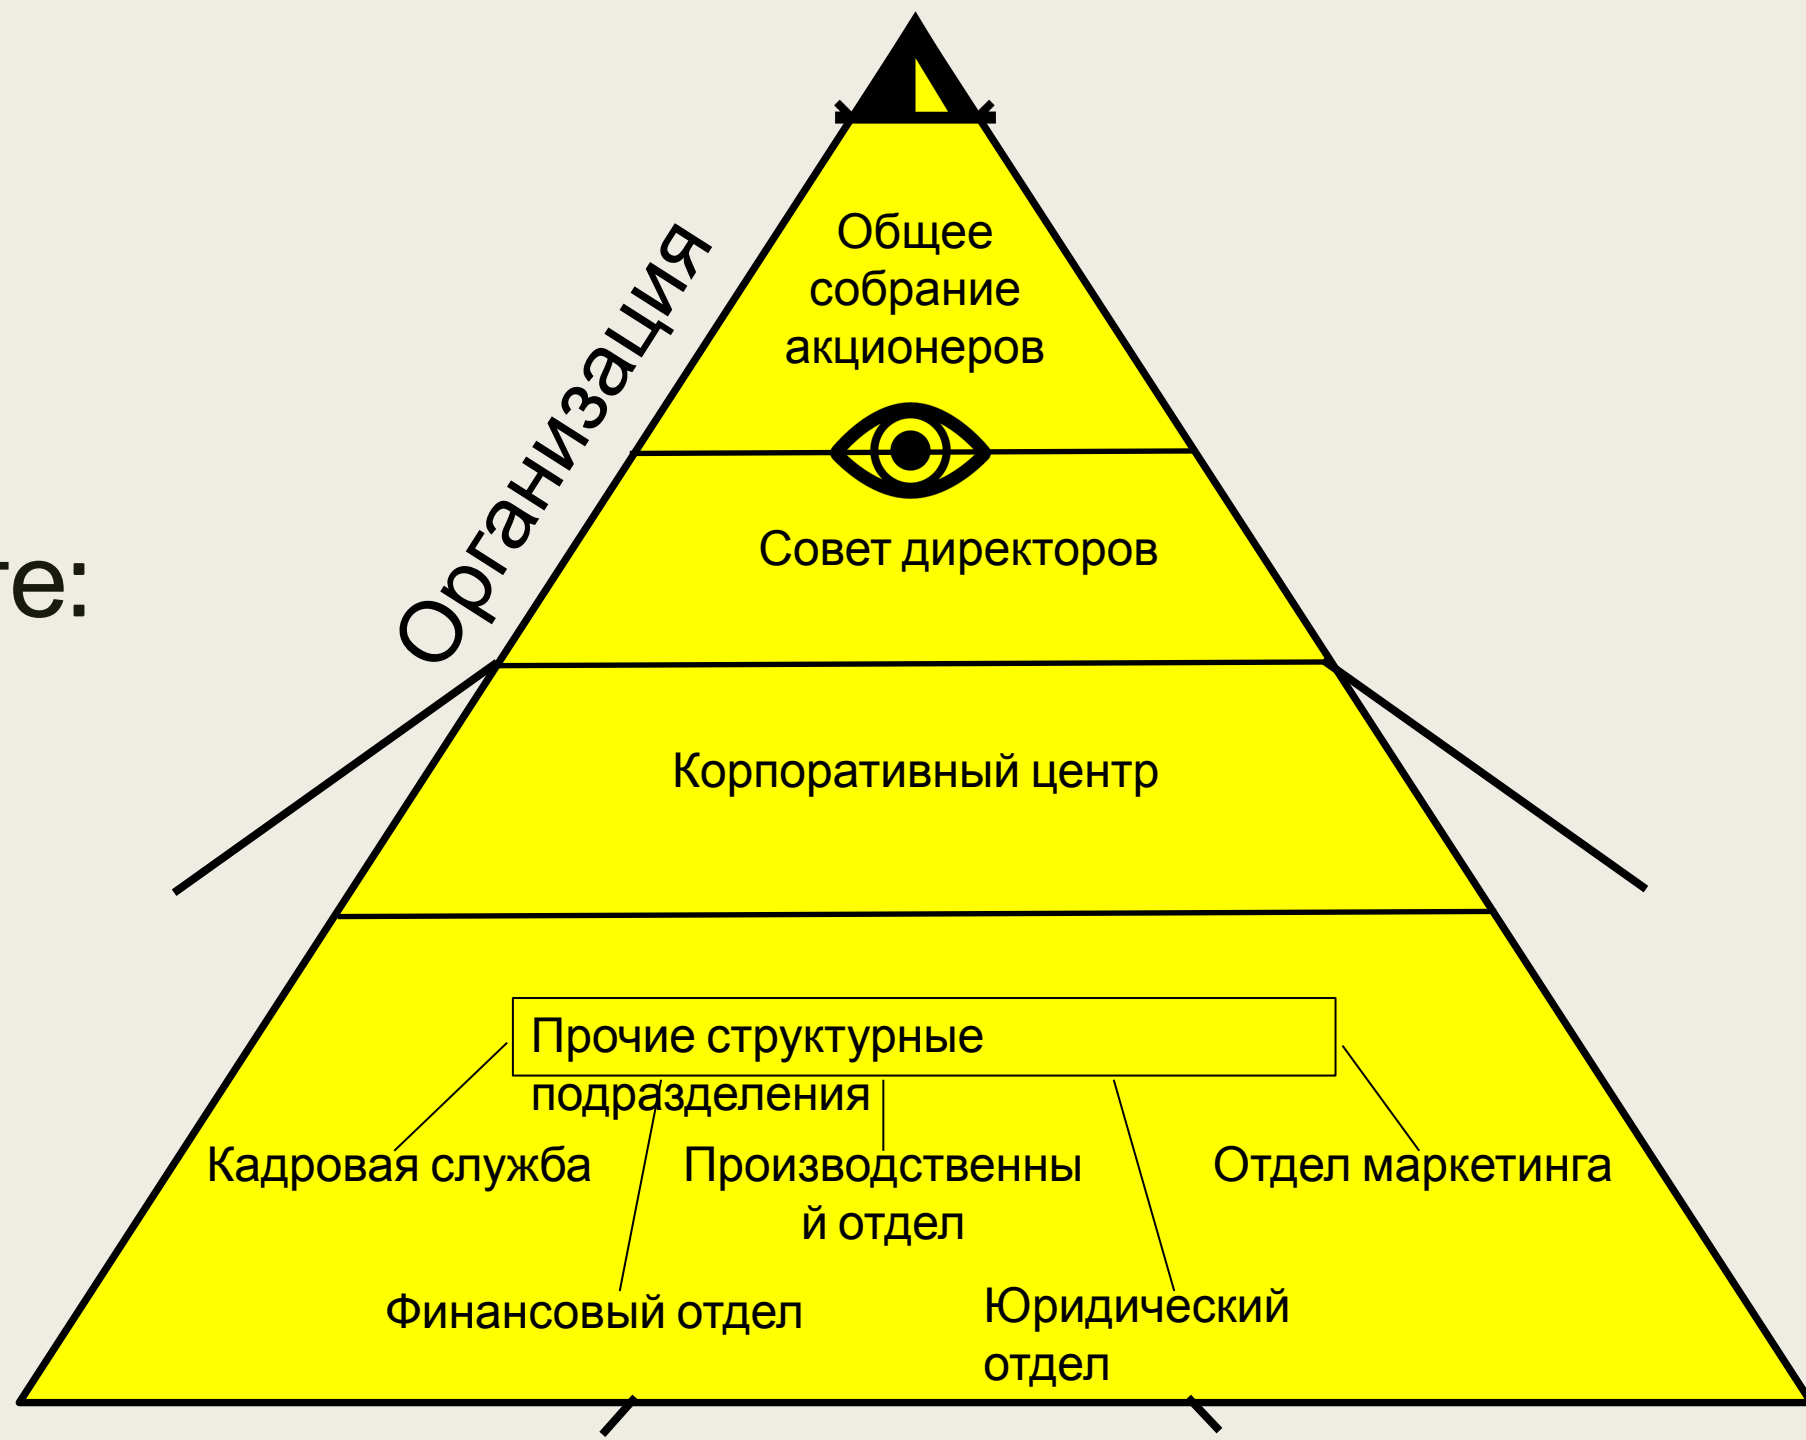 Общее
собрание
акционеров
Организация
Совет директоров
те:
Корпоративный центр
Прочие структурные
подразделения
Кадровая служба
Производственны
й отдел
Отдел маркетинга
Финансовый отдел
Юридический
отдел